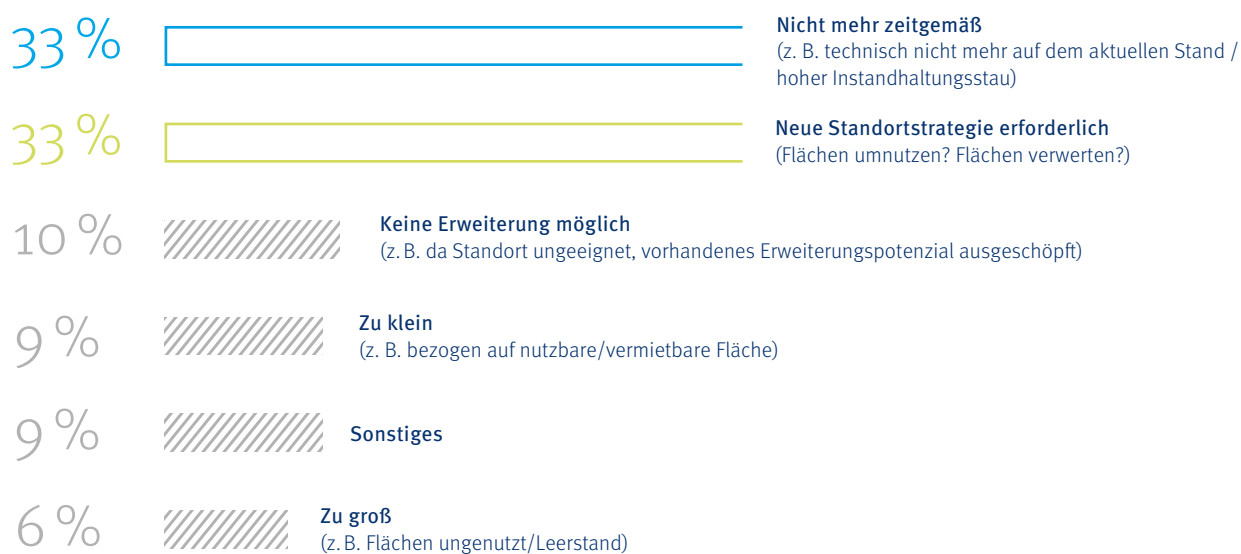 33 %
Nicht mehr zeitgemäß
(z. B. technisch nicht mehr auf dem aktuellen Stand /
hoher Instandhaltungsstau)
33 %
Neue Standortstrategie erforderlich
(Flächen umnutzen? Flächen verwerten?)
10 %
Keine Erweiterung möglich
(z. B. da Standort ungeeignet, vorhandenes Erweiterungspotenzial ausgeschöpft)
9 %
Zu klein
(z. B. bezogen auf nutzbare/vermietbare Fläche)
9 %
Sonstiges
6 %
Zu groß
(z. B. Flächen ungenutzt/Leerstand)